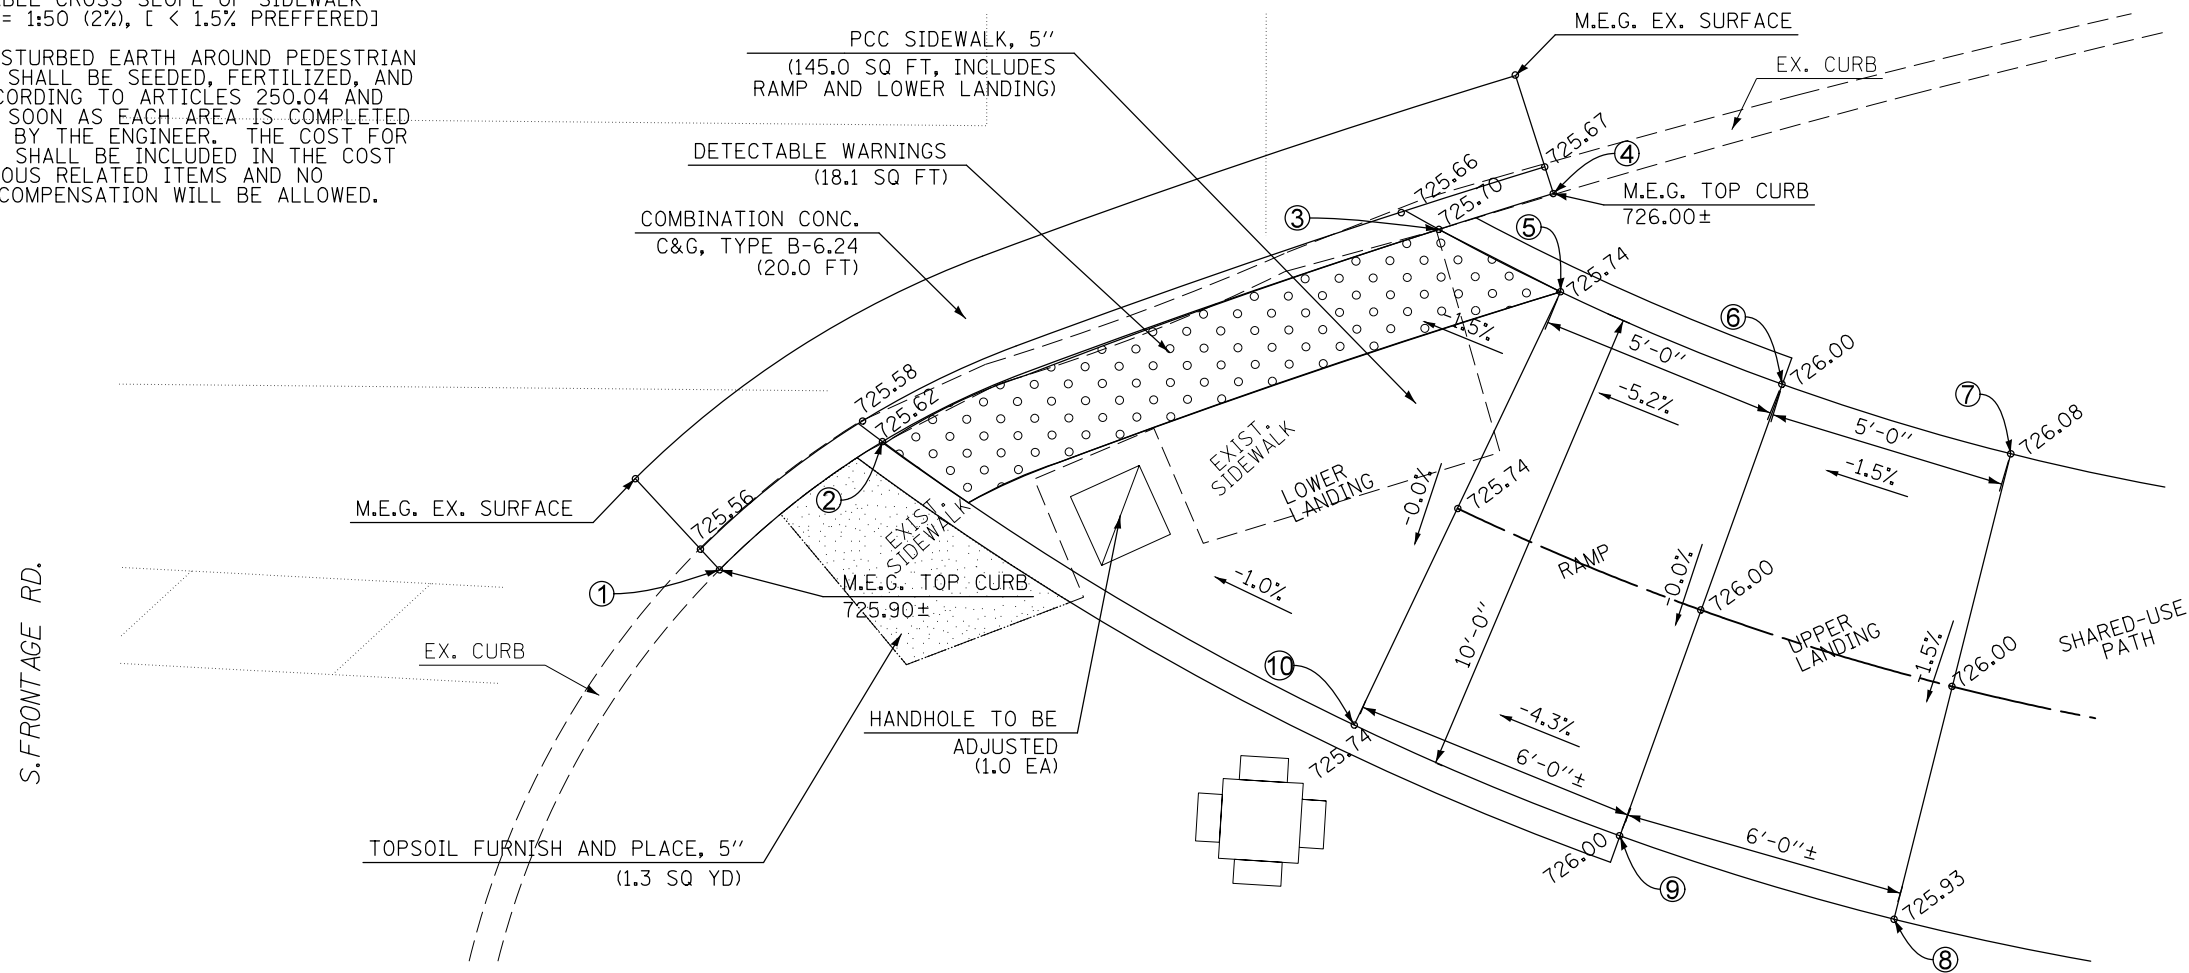 = 1:50 (2%), [ < 1.5% PREFFERED]
STURBED EARTH AROUND PEDESTRIAN
SHALL BE SEEDED, FERTILIZED, AND
CORDING TO ARTICLES 250.04 AND
SOON AS EACH AREA IS COMPLETED
BY THE ENGINEER. THE COST FOR
SHALL BE INCLUDED IN THE COST
OUS RELATED ITEMS AND NO
COMPENSATION WILL BE ALLOWED.
PCC SIDEWALK, 5''
(145.0 SQ FT, INCLUDES
RAMP AND LOWER LANDING)
M.E.G. EX. SURFACE
EX. CURB
DETECTABLE WARNINGS
(18.1 SQ FT)
COMBINATION CONC.
C&G, TYPE B-6.24
(20.0 FT)
725.66
725.70
725.67
4
M.E.G. TOP CURB
726.00±
3
5
725.74
6
726.00
7
726.08
5'-0''
5'-0''
-1.5%
-5.2%
-1.5%
725.58
725.62
2
M.E.G. EX. SURFACE
725.56
1
M.E.G. TOP CURB
725.90±
EXIST.
SIDEWALK
EXIST.
SIDEWALK
LOWER
LANDING
-0.0%
725.74
RAMP
-0.0%
726.00
UPPER
LANDING
-1.5%
726.00
SHARED-USE
PATH
-1.0%
10'-0''
10
725.74
-4.3%
6'-0''±
6'-0''±
726.00
9
725.93
8
EX. CURB
S.FRONTAGE RD.
HANDHOLE TO BE
ADJUSTED
(1.0 EA)
TOPSOIL FURNISH AND PLACE, 5''
(1.3 SQ YD)